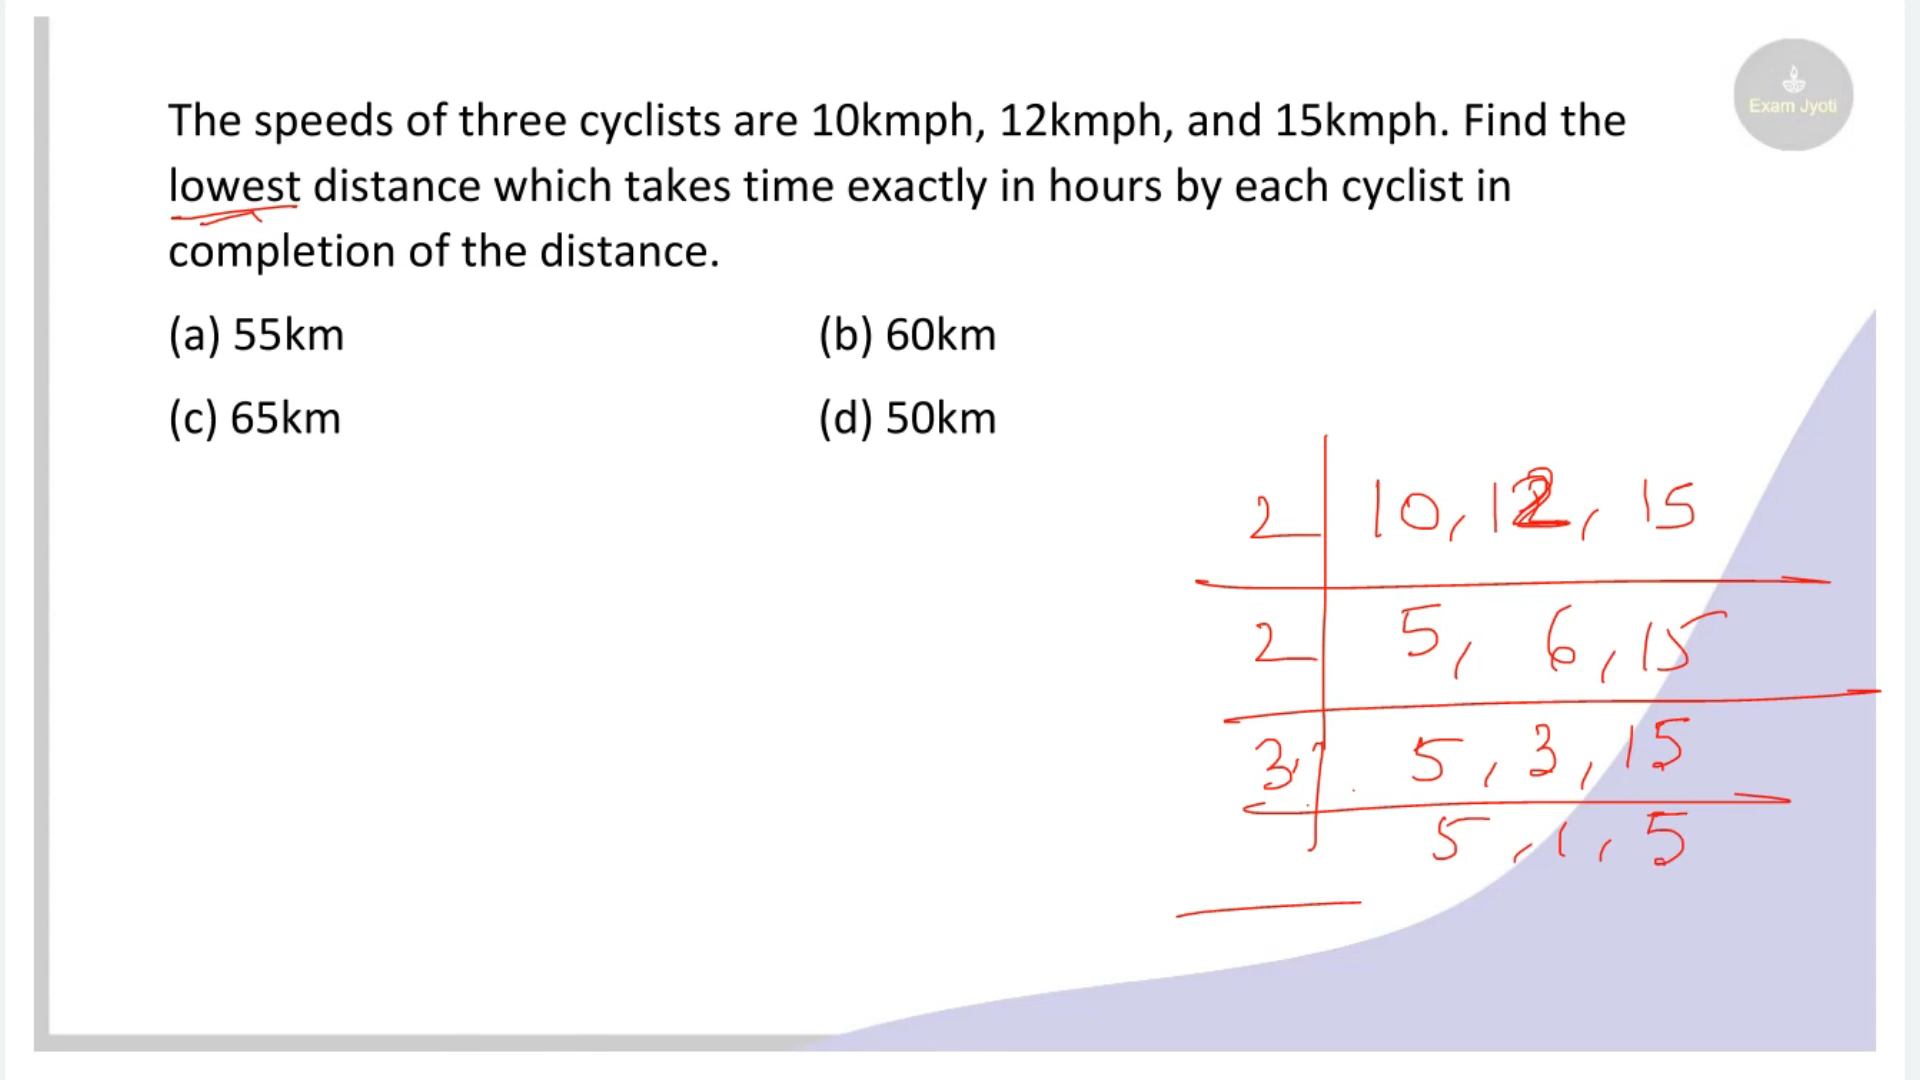 Exam Jyoti
The speeds of three cyclists are 10kmph, 12kmph, and 15kmph. Find the
lowest distance which takes time exactly in hours by each cyclist in
completion of the distance.
(a) 55km (b) 60km
(c) 65km (d) 50km
2 10, 12, 15
2 5, 6, 15
3 5, 3, 15
5, 1, 5